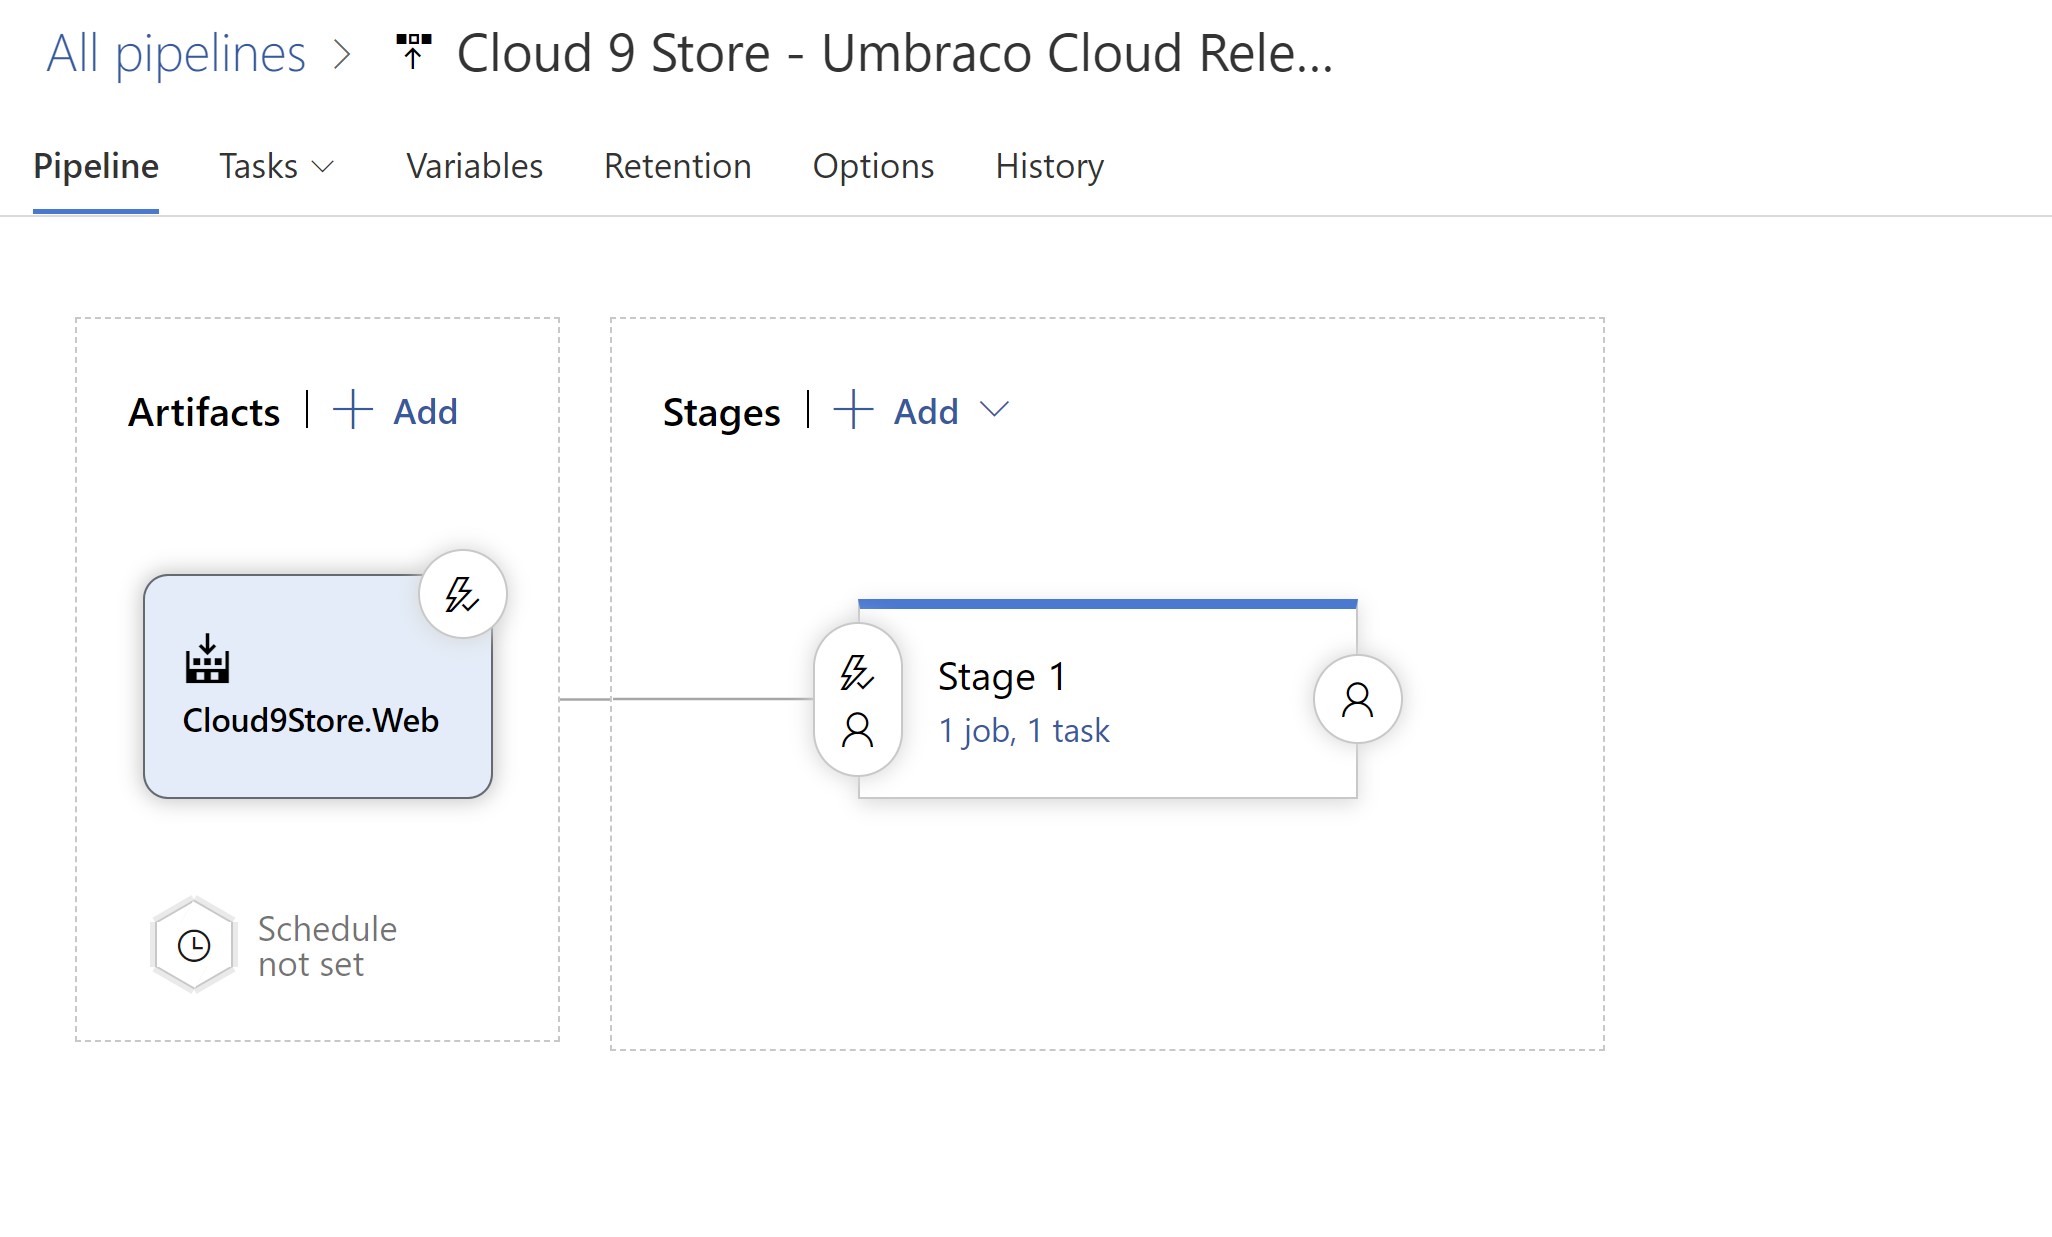 All pipelines > Cloud 9 Store - Umbraco Cloud Rele...
Pipeline Tasks Variables Retention Options History
Artifacts | + Add
Stages | + Add
Cloud9Store.Web
Stage 1
1 job, 1 task
Schedule
not set